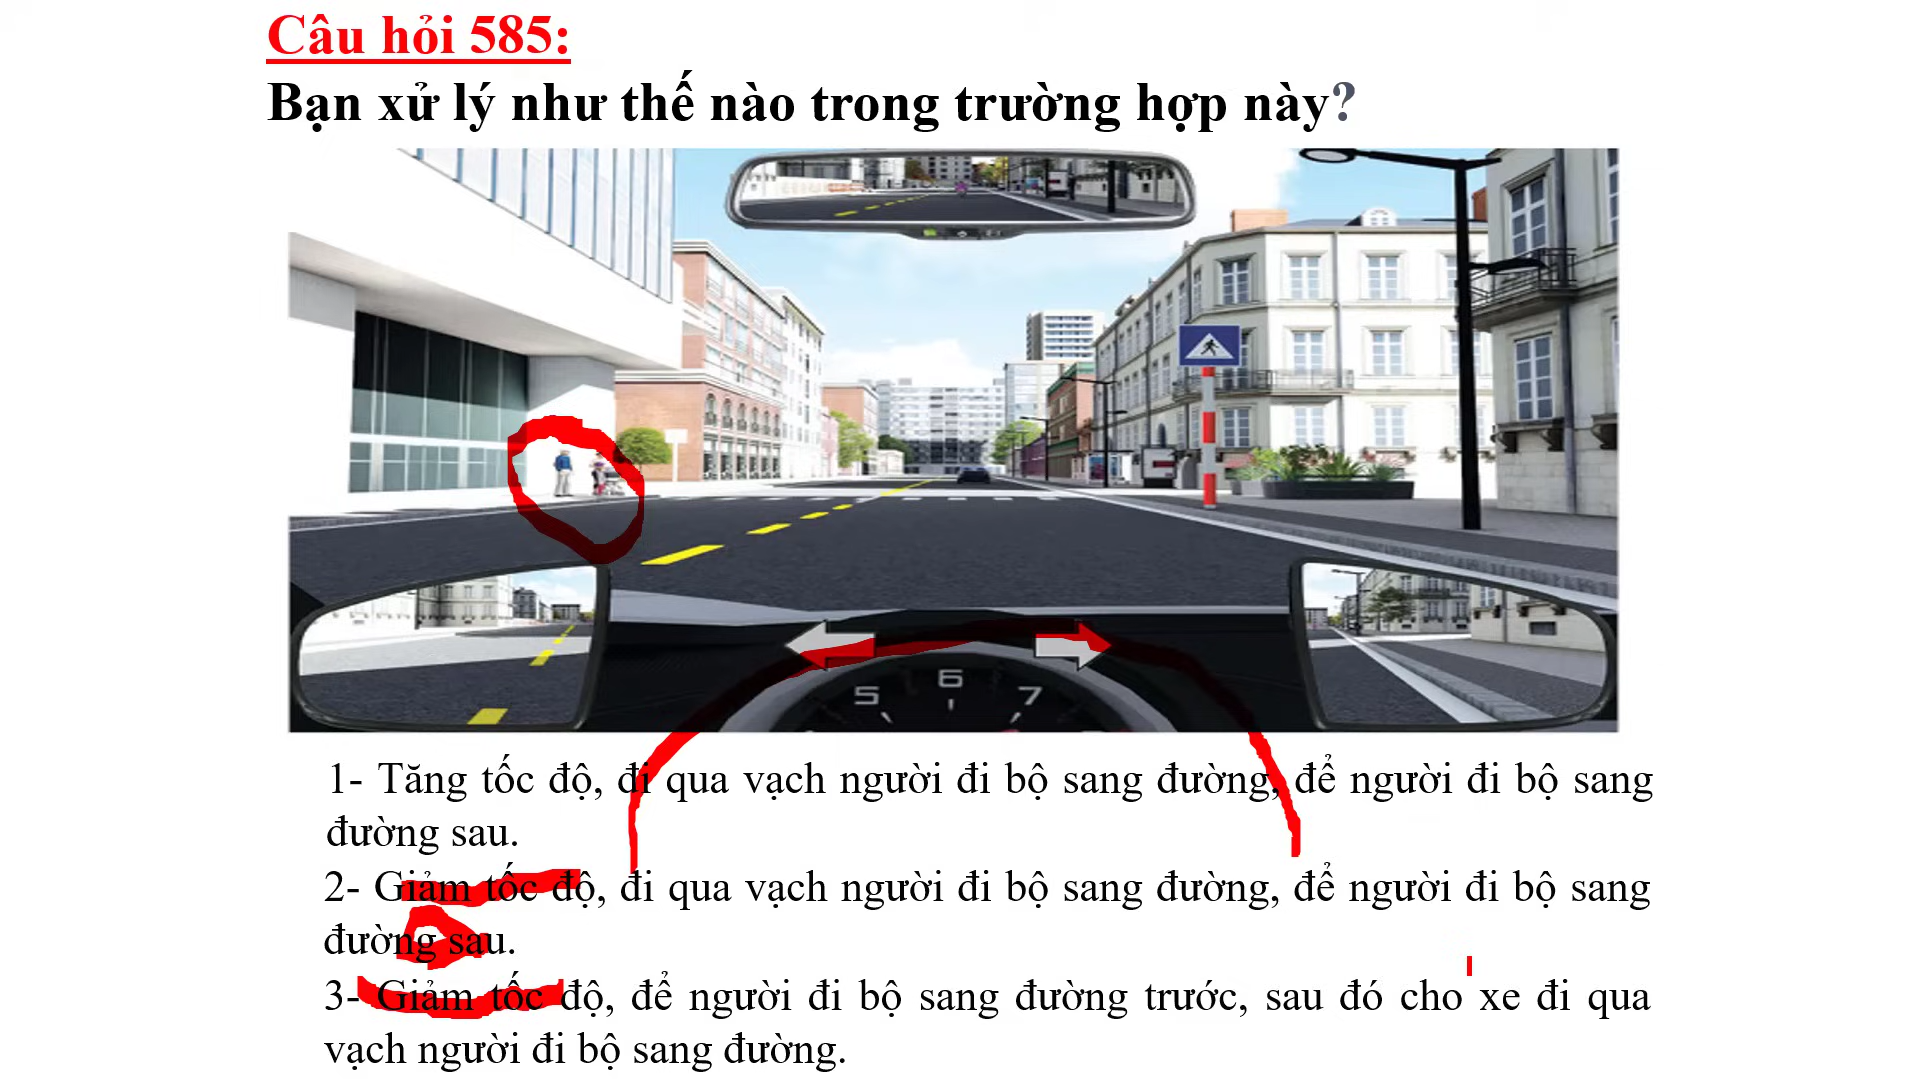 Câu hỏi 585:
Bạn xử lý như thế nào trong trường hợp này?
5 6 7
1- Tăng tốc độ, đi qua vạch người đi bộ sang đường, để người đi bộ sang
đường sau.
2- Giảm tốc độ, đi qua vạch người đi bộ sang đường, để người đi bộ sang
đường sau.
3- Giảm tốc độ, để người đi bộ sang đường trước, sau đó cho xe đi qua
vạch người đi bộ sang đường.